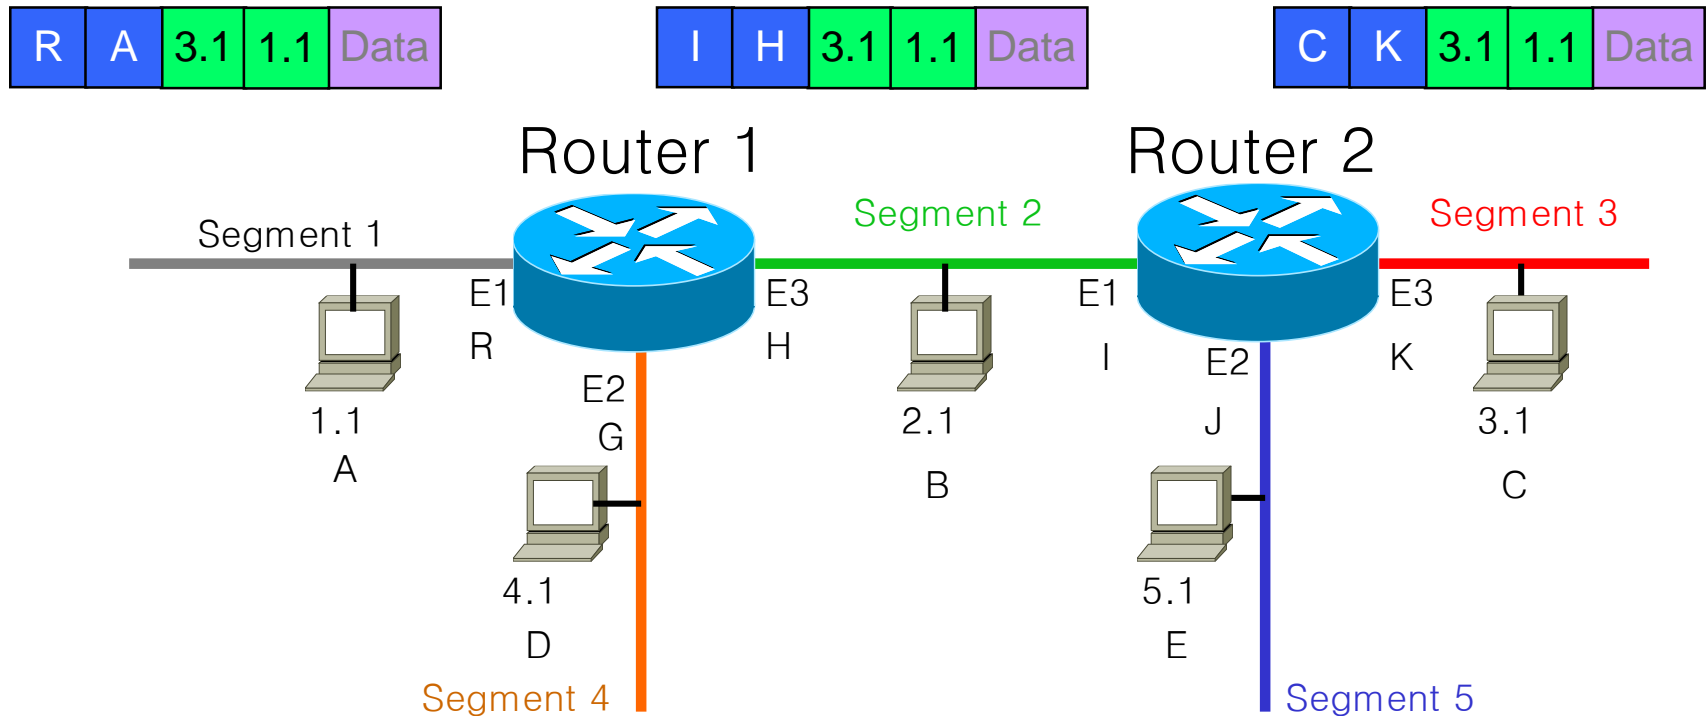 R A 3.1 1.1 Data
I H 3.1 1.1 Data
C K 3.1 1.1 Data
Router 1
Router 2
Segment 1
Segment 2
Segment 3
E1
E3
E1
E3
R
H
I
E2
K
E2
G
1.1
2.1
J
3.1
A
B
C
4.1
5.1
D
E
Segment 4
Segment 5